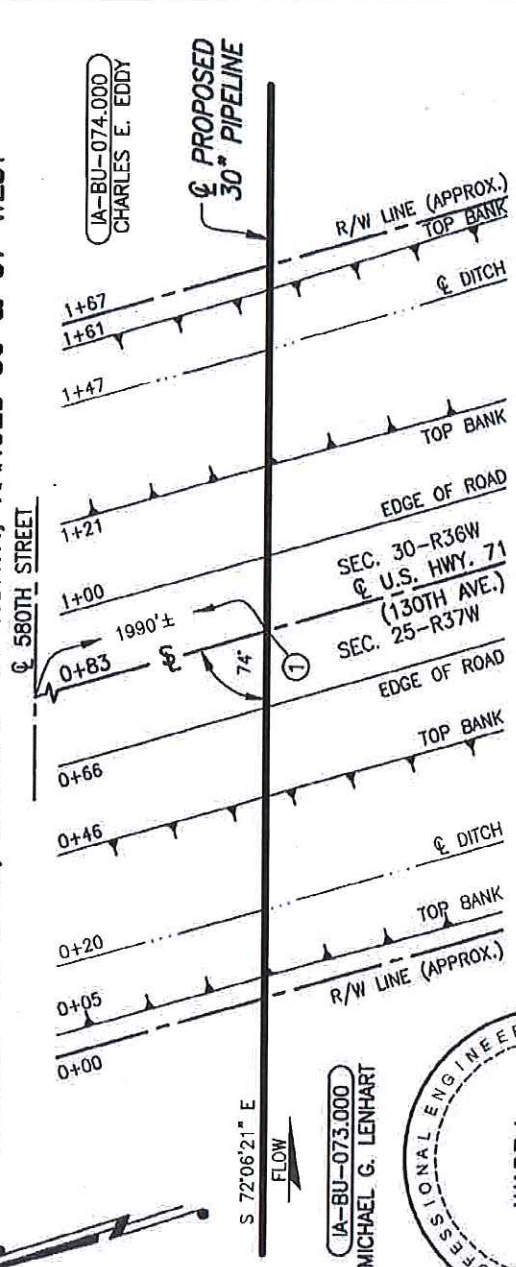 IA-BU-074.000
CHARLES E. EDDY
℄ PROPOSED
30" PIPELINE
℄ 580TH STREET
1+67
R/W LINE (APPROX.)
1+61
TOP BANK
1+47
℄ DITCH
1+21
TOP BANK
1+00
EDGE OF ROAD
1990'±
SEC. 30-R36W
0+83
℄
℄ U.S. HWY. 71
(130TH AVE.)
74°
1
SEC. 25-R37W
0+66
EDGE OF ROAD
0+46
TOP BANK
0+20
℄ DITCH
0+05
TOP BANK
0+00
R/W LINE (APPROX.)
S 72°06'21" E
FLOW
IA-BU-073.000
MICHAEL G. LENHART